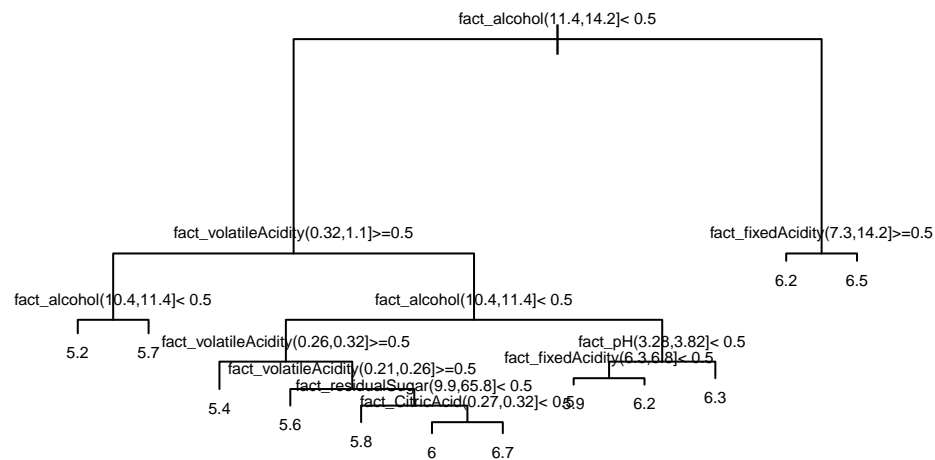 fact_alcohol(11.4,14.2]< 0.5
fact_volatileAcidity(0.32,1.1]>=0.5
fact_fixedAcidity(7.3,14.2]>=0.5
6.2 6.5
fact_alcohol(10.4,11.4]< 0.5
fact_alcohol(10.4,11.4]< 0.5
fact_volatileAcidity(0.26,0.32]>=0.5
fact_pH(3.28,3.82]< 0.5
5.2 5.7
fact_fixedAcidity(6.3,6.8]< 0.5
fact_volatileAcidity(0.21,0.26]>=0.5
fact_residualSugar(9.9,65.8]< 0.5
6.3
5.4
fact_CitricAcid(0.27,0.32]< 0.5
5.9 6.2
5.6
5.8
6 6.7